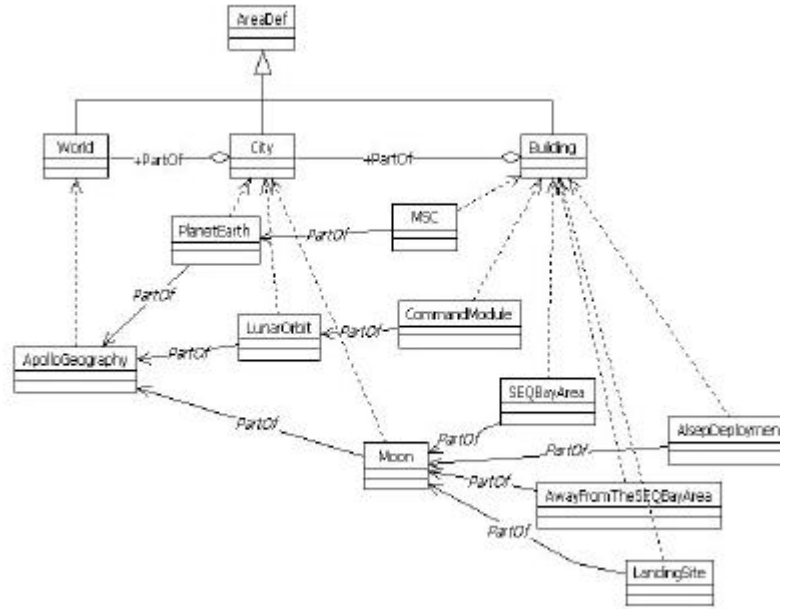 AreaDef
World
+PartOf
City
+PartOf
Building
MSC
PlanetEarth
PartOf
PartOf
CommandModule
LunarOrbit
PartOf
PartOf
ApolloGeography
SEQBayArea
PartOf
PartOf
AlsepDeploymen
PartOf
Moon
PartOf
AwayFromTheSEQBayArea
PartOf
LandingSite